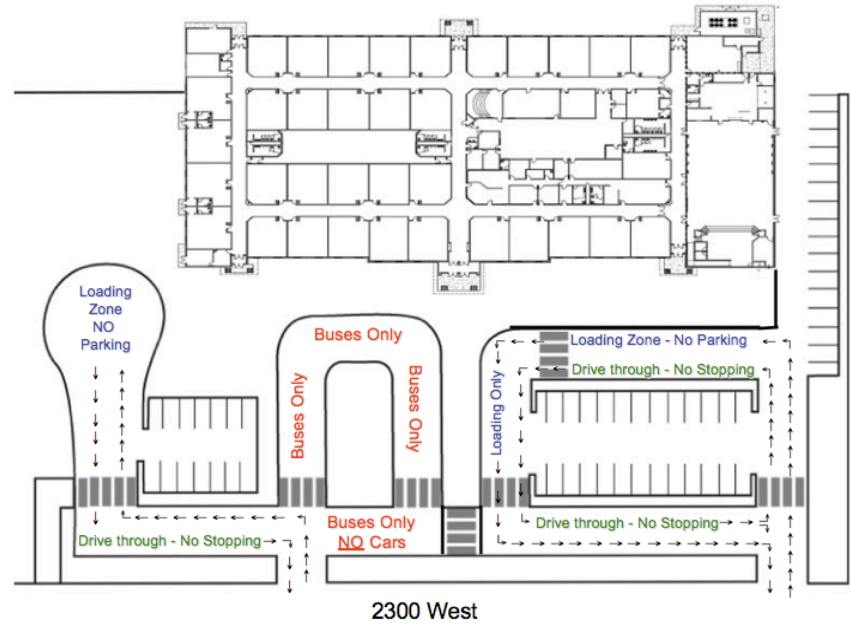 Loading
Zone
NO
Parking
Buses Only
Buses Only
Buses Only
Loading Zone - No Parking
Drive through - No Stopping
Loading Only
Buses Only
NO Cars
Drive through - No Stopping
Drive through - No Stopping
2300 West